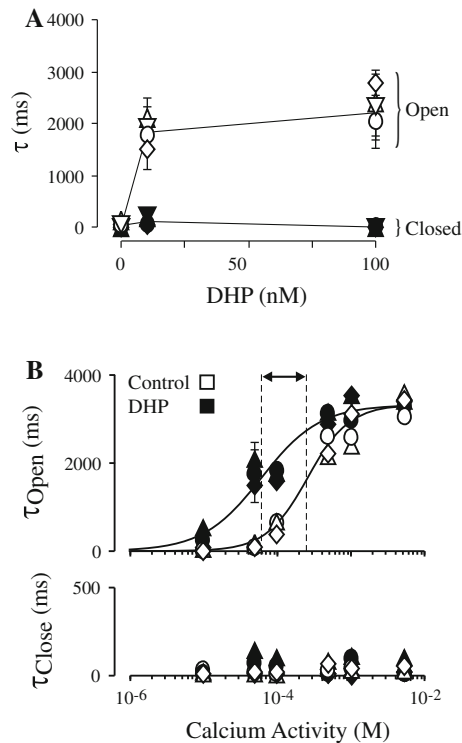 A
4000
3000
2000
1000
0
τ (ms)
Open
Closed
0 50 100
DHP (nM)
B
Control
DHP
4000
2000
0
τOpen (ms)
500
0
τClose (ms)
10-6 10-4 10-2
Calcium Activity (M)